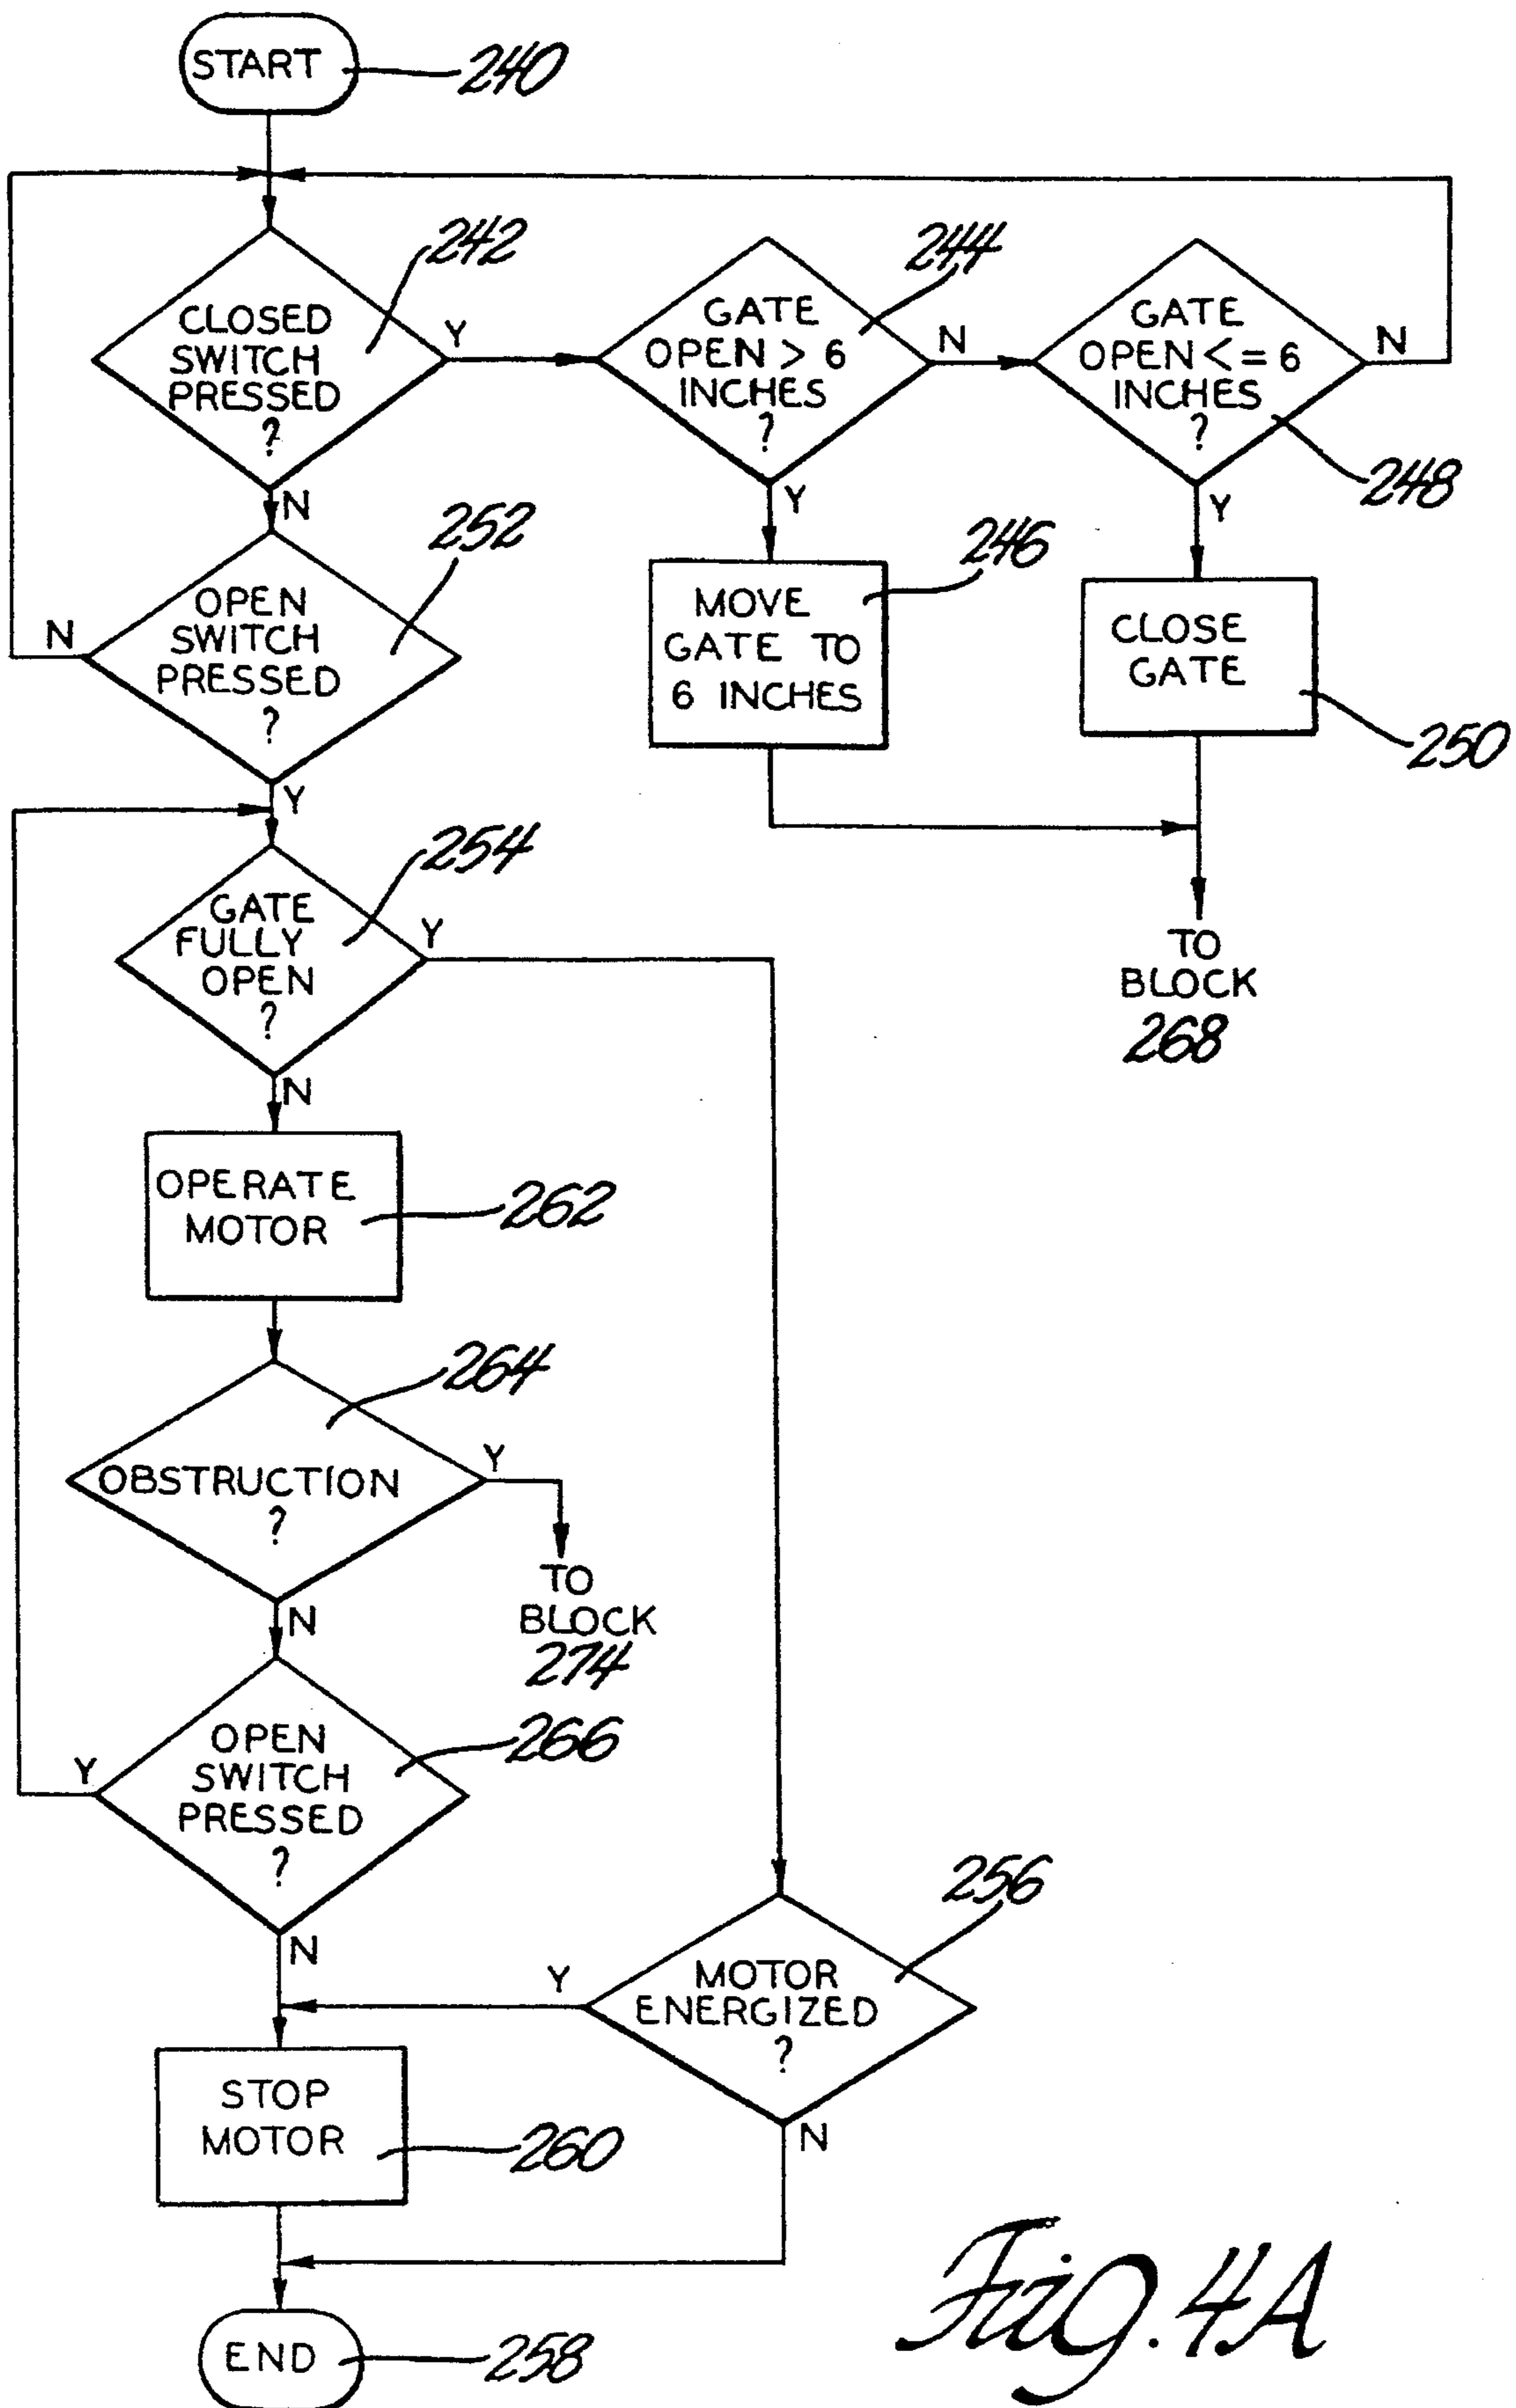 START
240
242
CLOSED
SWITCH
PRESSED
?
Y
N
244
GATE
OPEN > 6
INCHES
?
N
Y
GATE
OPEN <= 6
INCHES
?
N
Y
248
252
OPEN
SWITCH
PRESSED
?
N
Y
246
MOVE
GATE TO
6 INCHES
CLOSE
GATE
250
TO
BLOCK
268
254
GATE
FULLY
OPEN
?
Y
N
OPERATE
MOTOR
262
264
OBSTRUCTION
?
Y
N
TO
BLOCK
274
OPEN
SWITCH
PRESSED
?
266
Y
N
256
MOTOR
ENERGIZED
?
Y
N
STOP
MOTOR
260
END
258
Fig. 4A